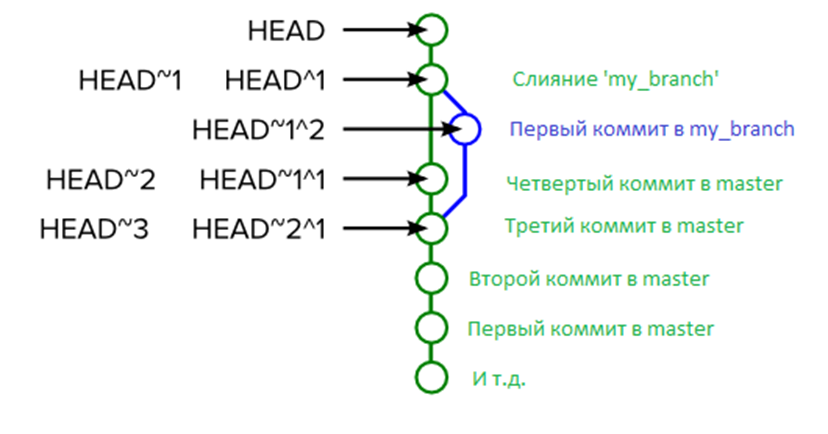 HEAD
HEAD~1 HEAD^1 Слияние 'my_branch'
HEAD~1^2 Первый коммит в my_branch
HEAD~2 HEAD~1^1 Четвертый коммит в master
HEAD~3 HEAD~2^1 Третий коммит в master
Второй коммит в master
Первый коммит в master
И т.д.